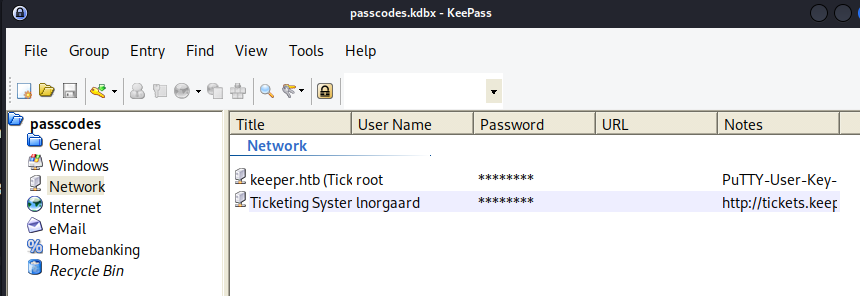 passcodes.kdbx - KeePass
File Group Entry Find View Tools Help
passcodes
General
Windows
Network
Internet
eMail
Homebanking
Recycle Bin
Title User Name Password URL Notes
Network
keeper.htb (Tick root ******** PuTTY-User-Key-
Ticketing Syster lnorgaard ******** http://tickets.keep